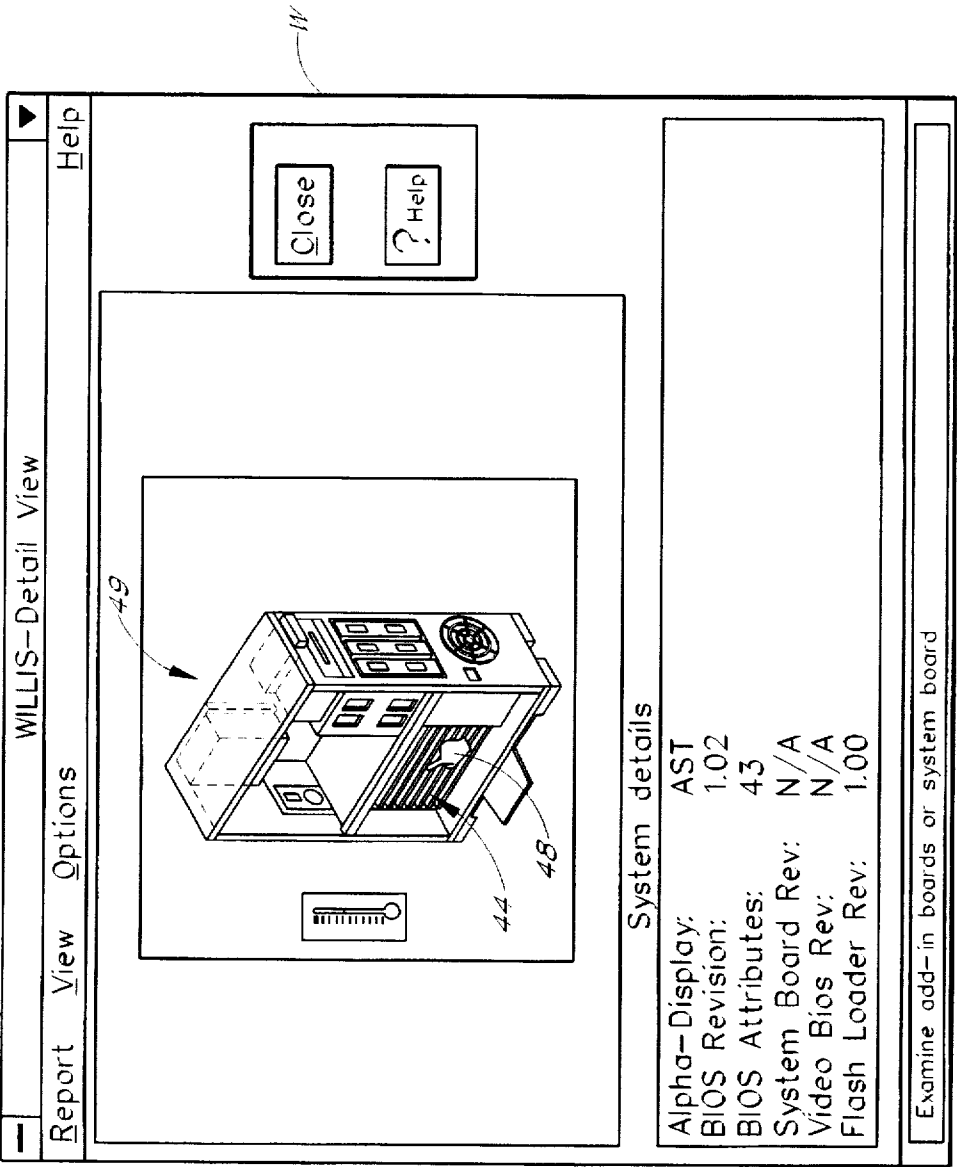 WILLIS–Detail View
Report View Options Help
49
44
48
Close
? Help
W
System details
Alpha–Display: AST
BIOS Revision: 1.02
BIOS Attributes: 43
System Board Rev: N/A
Video Bios Rev: N/A
Flash Loader Rev: 1.00
Examine add–in boards or system board